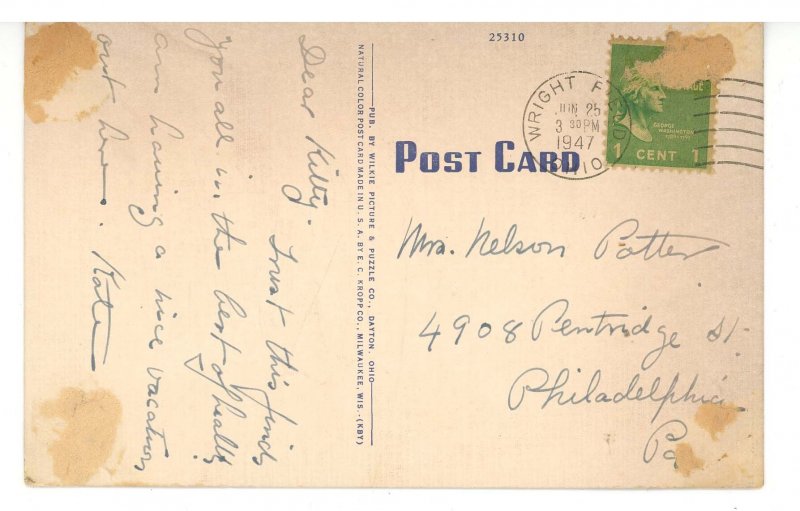 25310
WRIGHT FIELD
JUN 25
3 30 PM
1947
OHIO
GEORGE WASHINGTON
1 CENT 1
POST CARD
PUB. BY WILKIE PICTURE & PUZZLE CO., DAYTON, OHIO
NATURAL COLOR POST CARD MADE IN U. S. A. BY E. C. KROPP CO., MILWAUKEE, WIS. (KBY)
Dear Kitty.
Trust this finds
you all in the best of health
am having a nice vacation
out here. Kate
Mrs. Nelson Potter
4908 Pentridge St.
Philadelphia
Pa